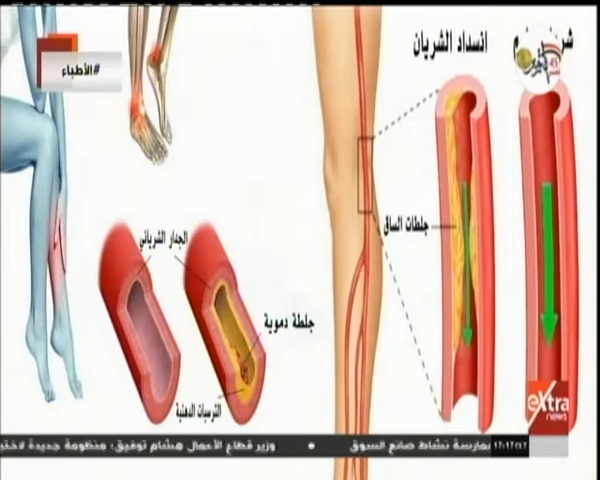 انسداد الشريان
#الأطباء
جلطات الساق
الجدار الشرياني
جلطة دموية
الترسبات الدهنية
eXtra
news
ممارسة نشاط صانع السوق
وزير قطاع الأعمال هشام توفيق: منظومة جديدة